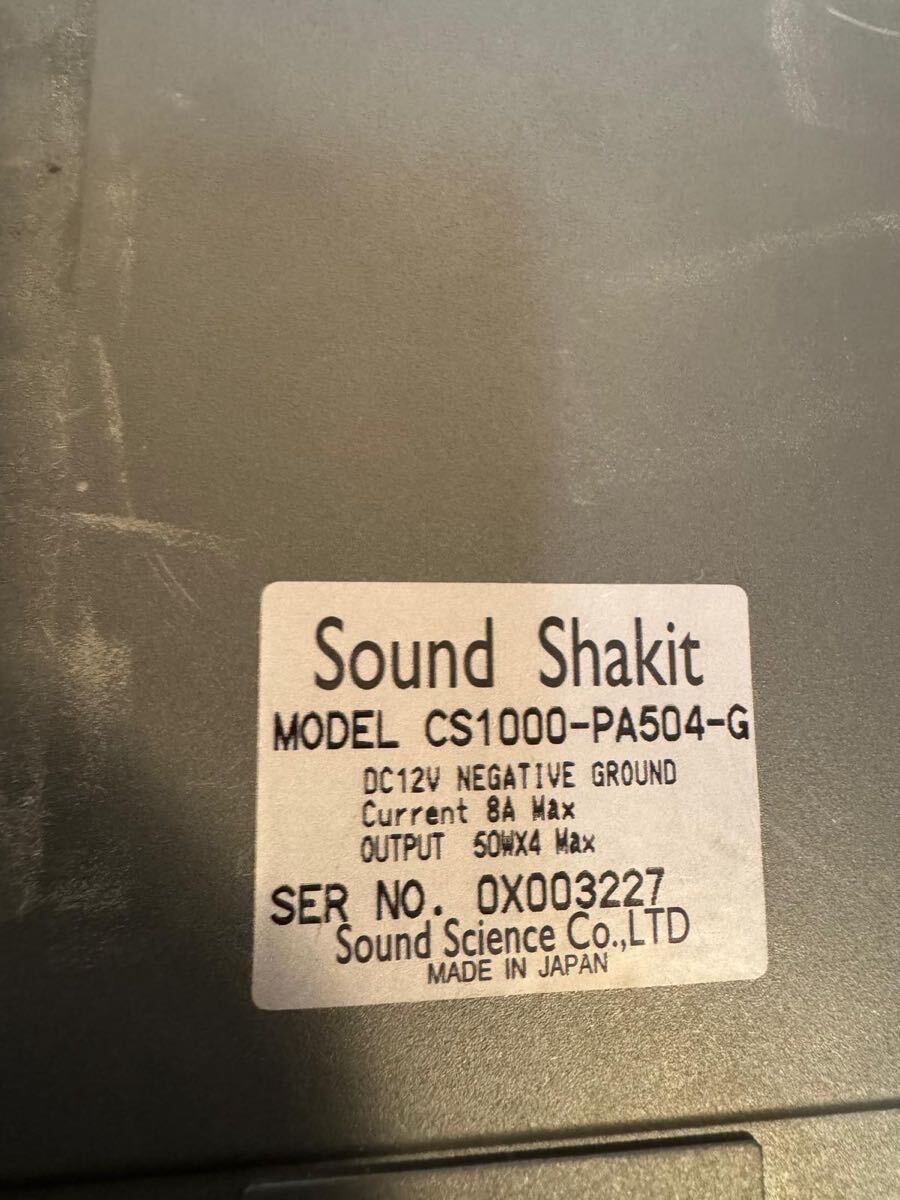 Sound Shakit
MODEL CS1000-PA504-G
DC12V NEGATIVE GROUND
Current 8A Max
OUTPUT 50WX4 Max
SER NO. 0X003227
Sound Science Co.,LTD
MADE IN JAPAN